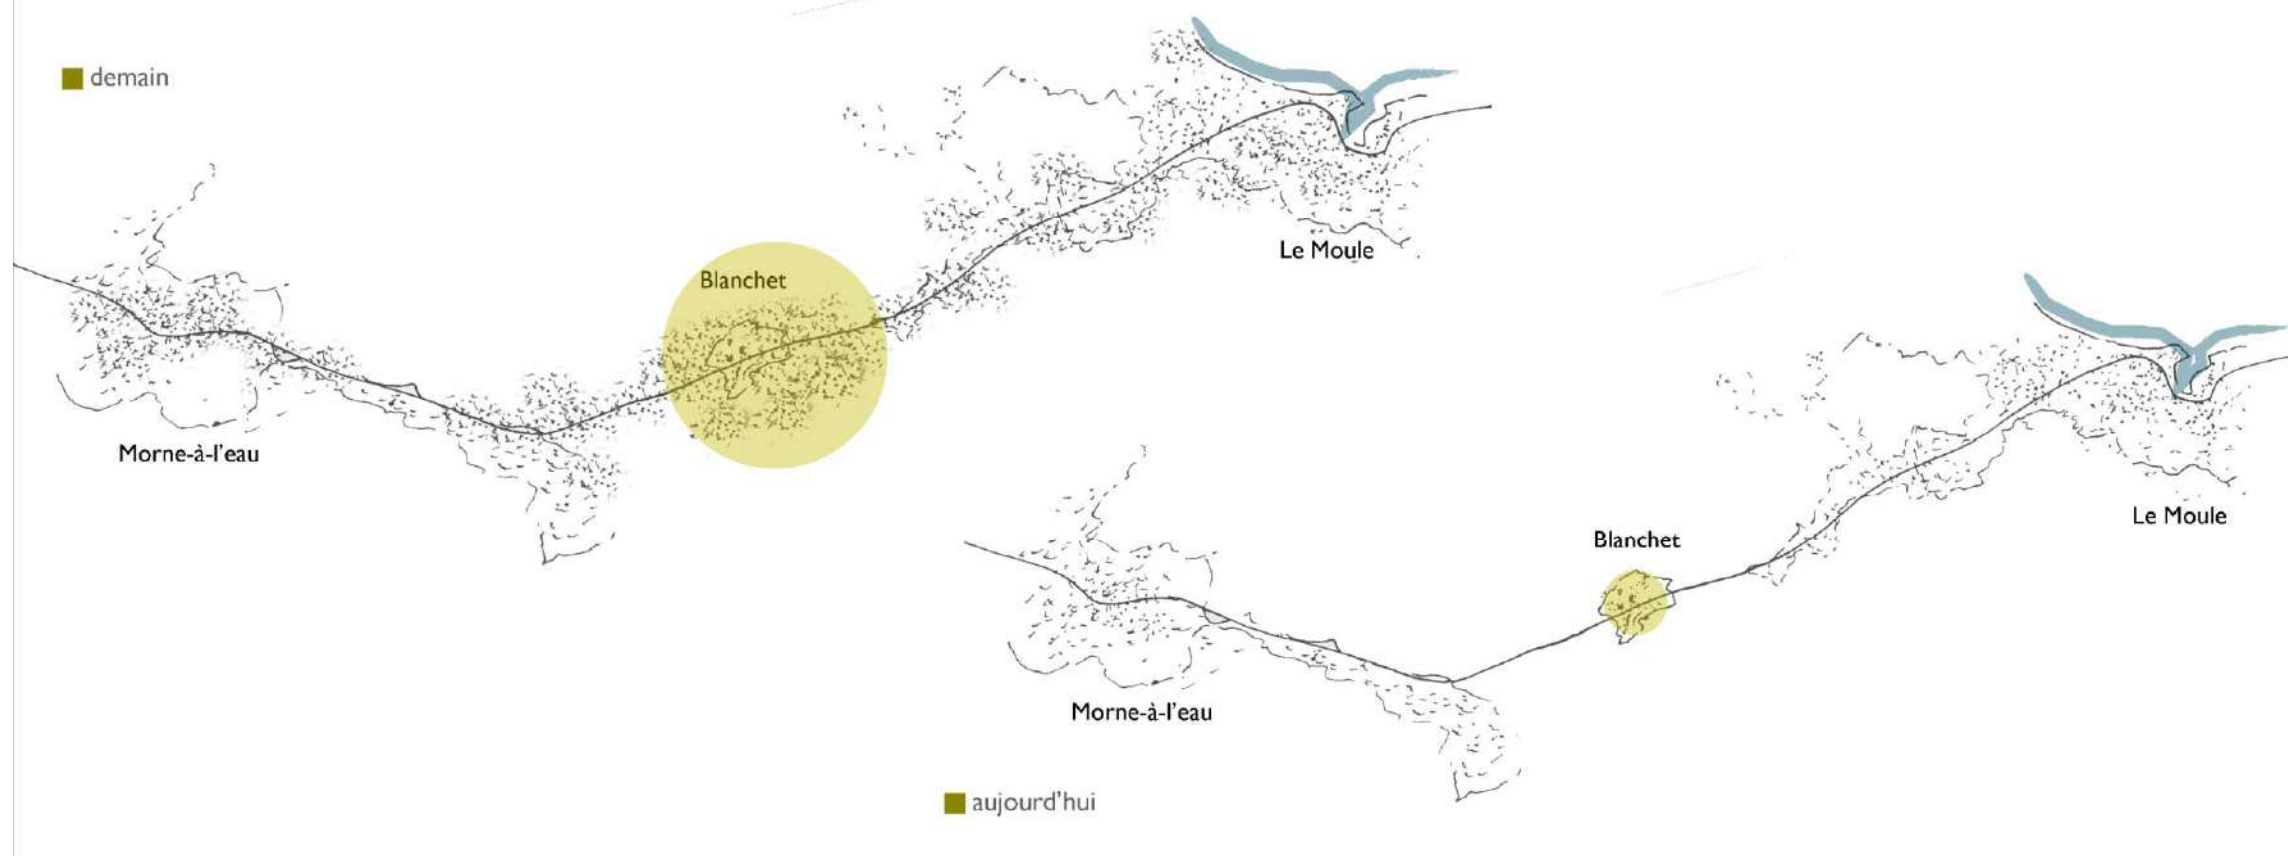 demain
Le Moule
Blanchet
Morne-à-l'eau
Le Moule
Blanchet
Morne-à-l'eau
aujourd'hui